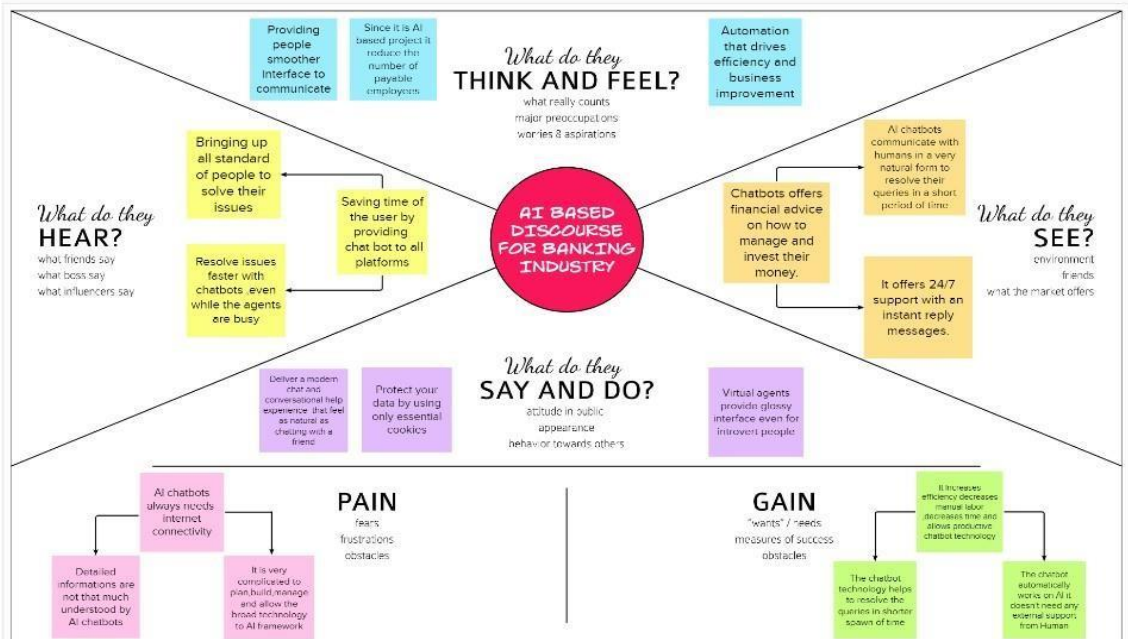 Providing
people
smoother
interface to
communicate
Since it is AI
based project it
reduce the
number of
payable
employees
What do they
THINK AND FEEL?
what really counts
major preoccupations
worries & aspirations
Automation
that drives
efficiency and
business
improvement
What do they
HEAR?
what friends say
what boss say
what influencers say
Bringing up
all standard
of people to
solve their
issues
Saving time of
the user by
providing
chat bot to all
platforms
Resolve issues
faster with
chatbots ,even
while the agents
are busy
AI BASED
DISCOURSE
FOR BANKING
INDUSTRY
Chatbots offers
financial advice
on how to
manage and
invest their
money.
AI chatbots
communicate with
humans in a very
natural form to
resolve their
queries in a short
period of time
It offers 24/7
support with an
instant reply
messages.
What do they
SEE?
environment
friends
what the market offers
Deliver a modern
chat and
conversational help
experience that feel
as natural as
chatting with a
friend
Protect your
data by using
only essential
cookies
What do they
SAY AND DO?
attitude in public
appearance
behavior towards others
Virtual agents
provide glossy
interface even for
introvert people
AI chatbots
always needs
internet
connectivity
Detailed
informations are
not that much
understood by
AI chatbots
It is very
complicated to
plan,build,manage
and allow the
broad technology
to AI framework
PAIN
fears
frustrations
obstacles
GAIN
"wants" / needs
measures of success
obstacles
It Increases
efficiency decreases
manual labor
,decreases time and
allows productive
chatbot technology
The chatbot
technology helps
to resolve the
queries in shorter
spawn of time
The chatbot
automatically
works on AI it
doesn't need any
external support
from Human